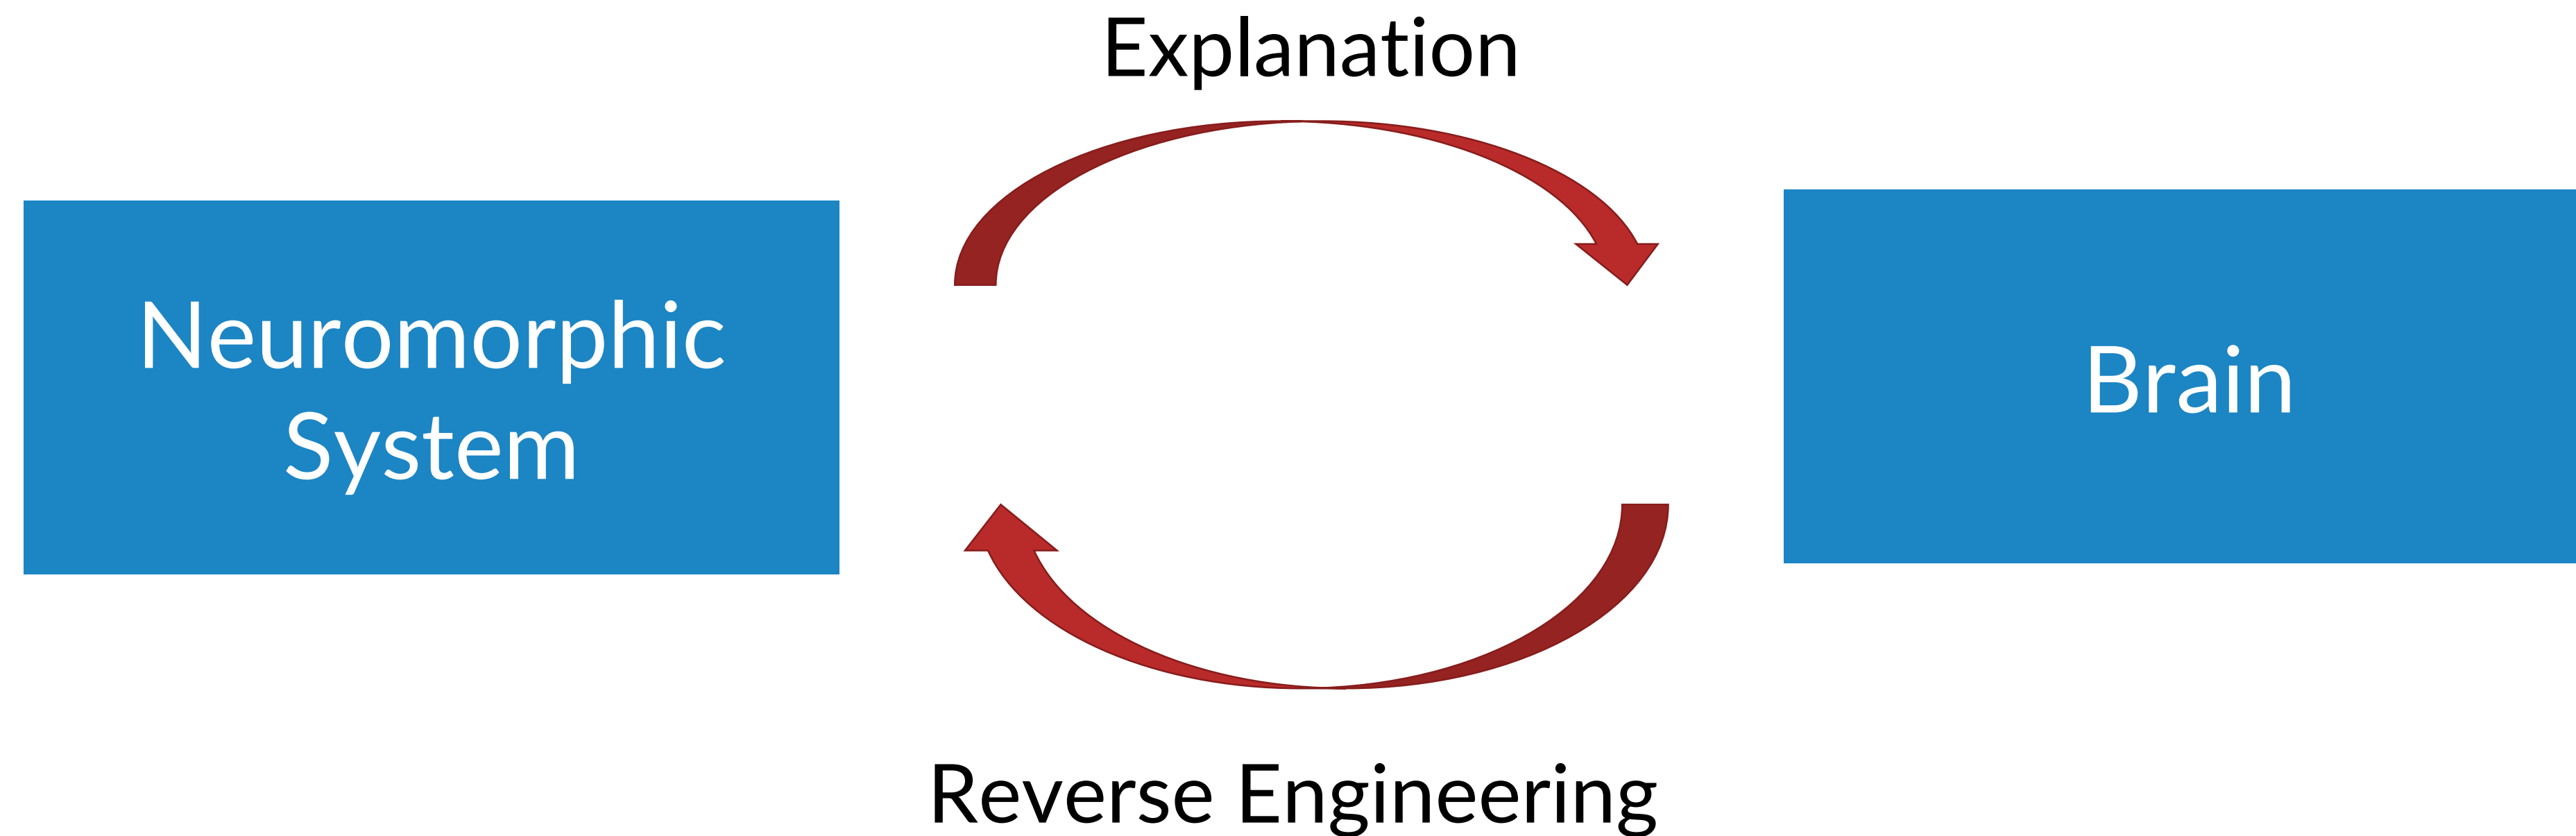 Explanation
Neuromorphic
System
Brain
Reverse Engineering